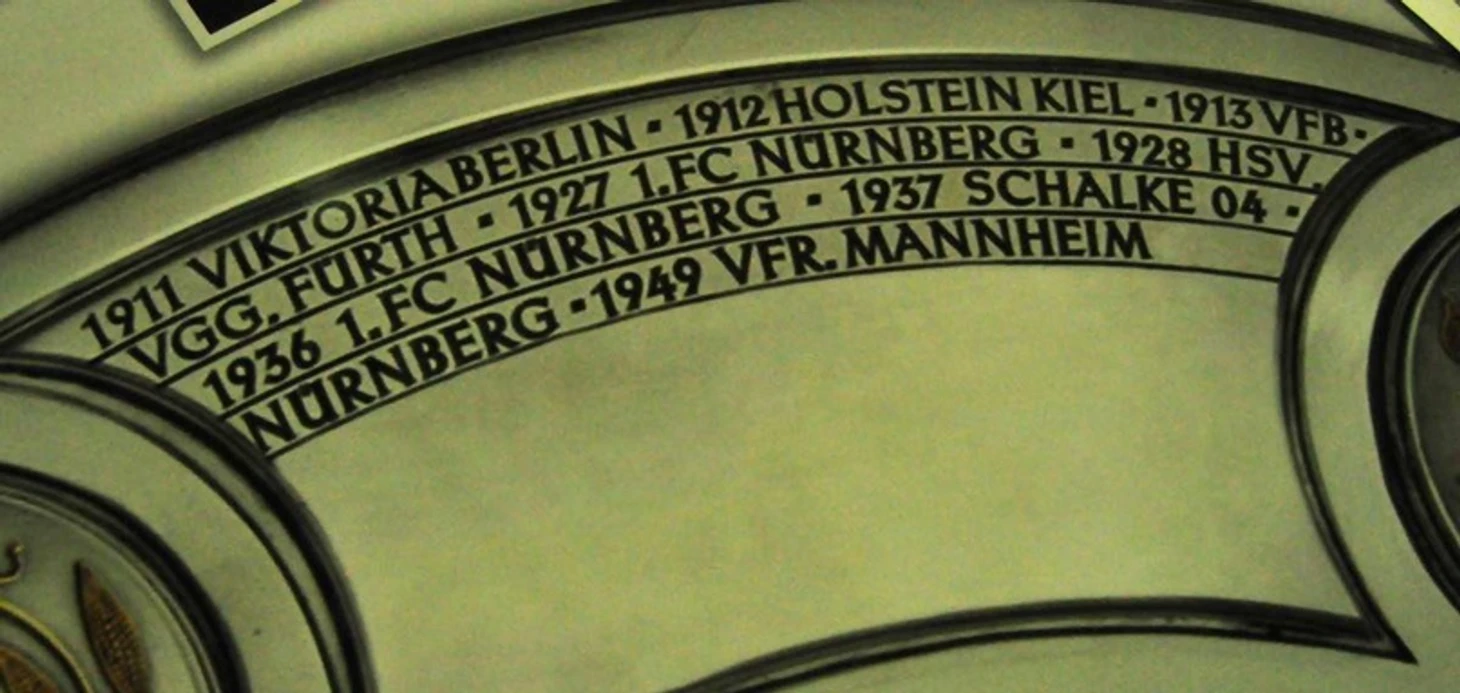 1911 VIKTORIA BERLIN · 1912 HOLSTEIN KIEL · 1913 VFB ·
VGG. FÜRTH · 1927 1.FC NÜRNBERG · 1928 HSV.
1936 1.FC NÜRNBERG · 1937 SCHALKE 04 ·
NÜRNBERG · 1949 VFR. MANNHEIM